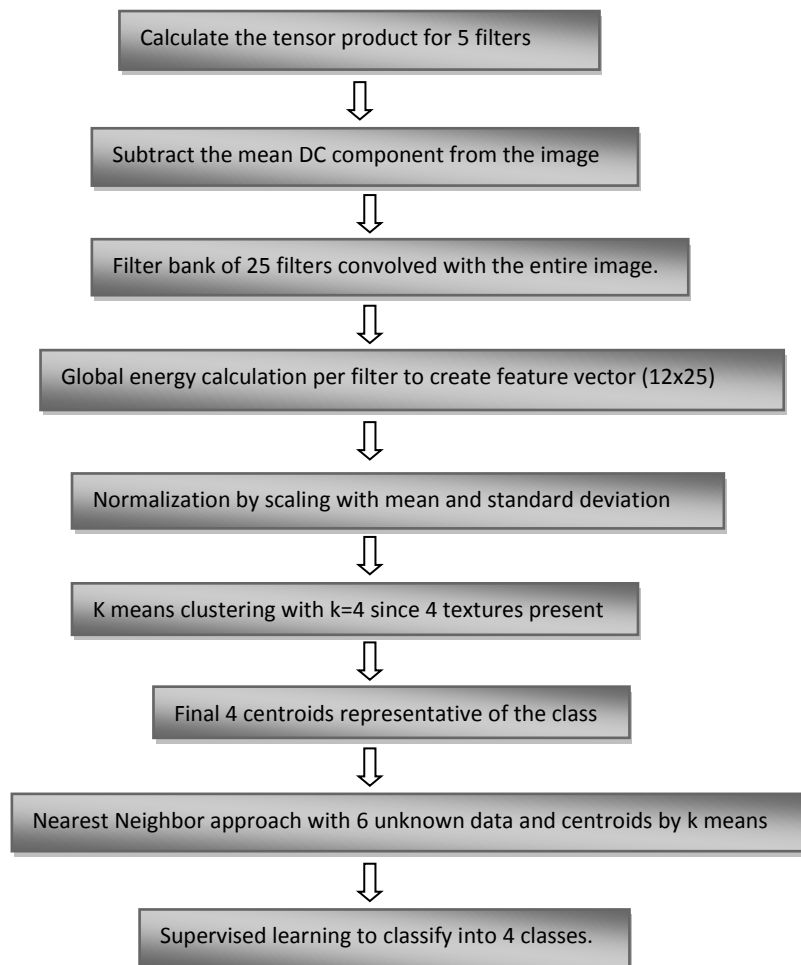 Calculate the tensor product for 5 filters
Subtract the mean DC component from the image
Filter bank of 25 filters convolved with the entire image.
Global energy calculation per filter to create feature vector (12x25)
Normalization by scaling with mean and standard deviation
K means clustering with k=4 since 4 textures present
Final 4 centroids representative of the class
Nearest Neighbor approach with 6 unknown data and centroids by k means
Supervised learning to classify into 4 classes.